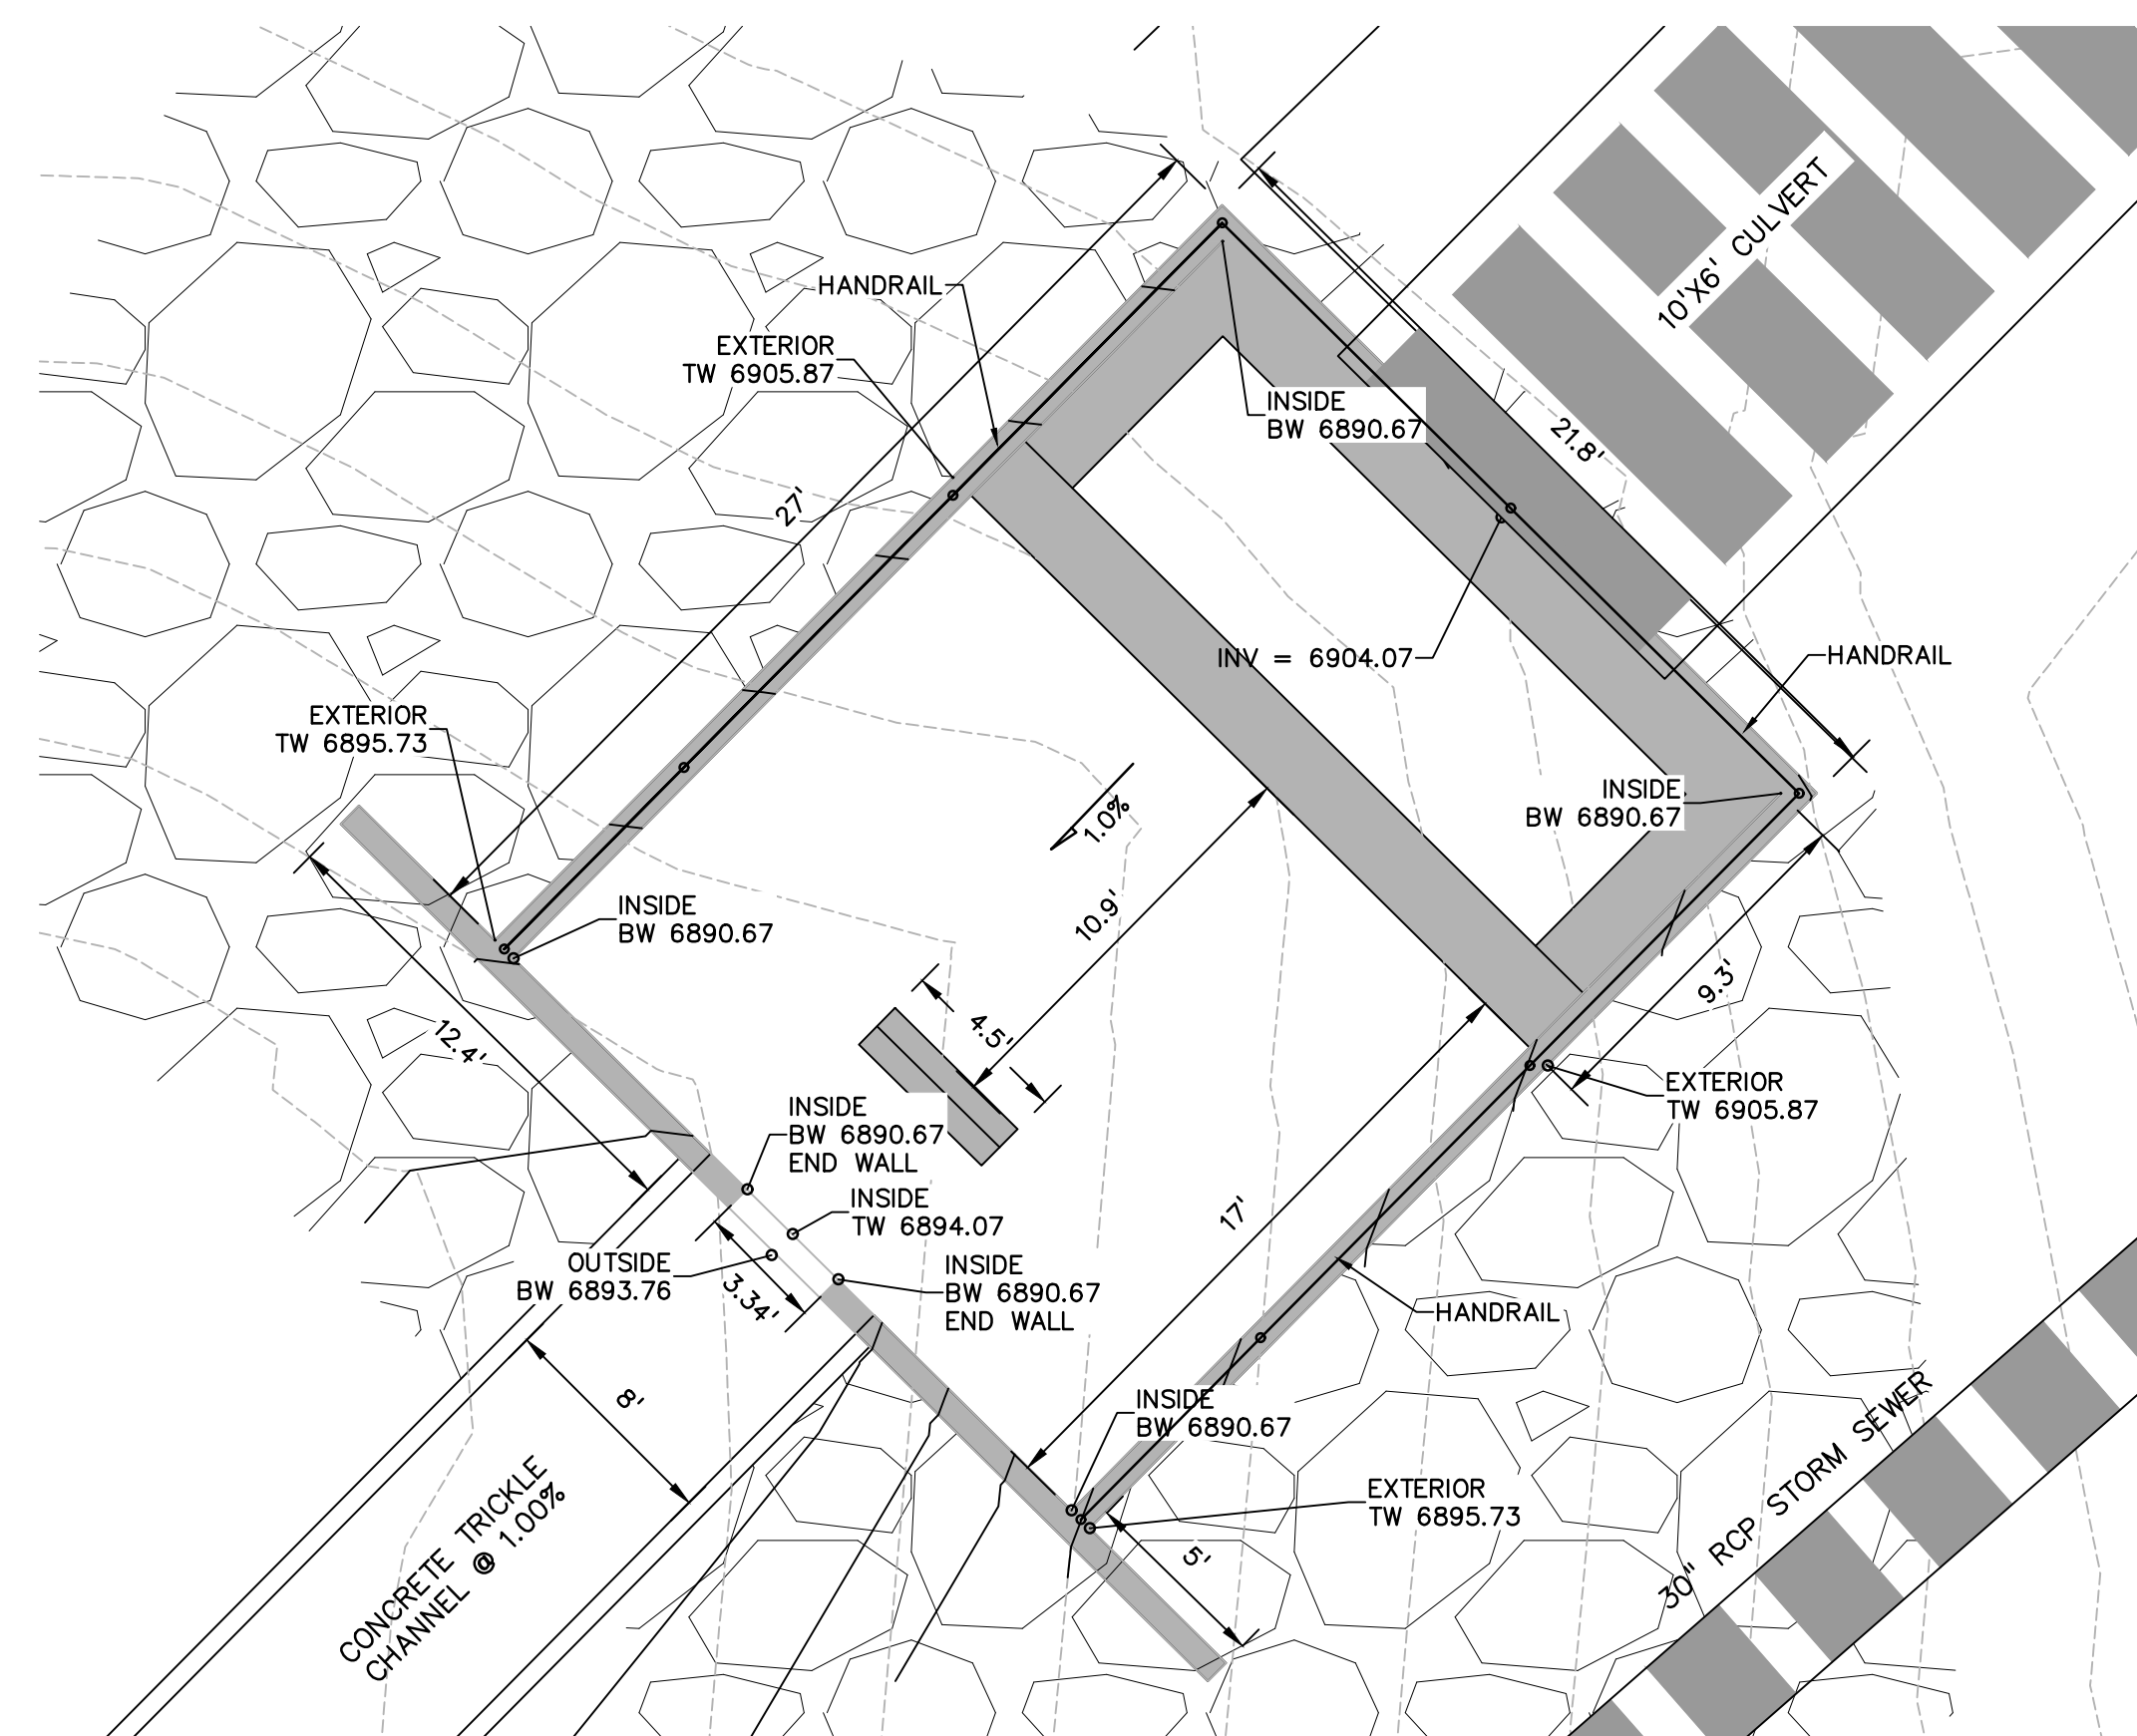 10'X6' CULVERT
HANDRAIL
EXTERIOR
TW 6905.87
INSIDE
BW 6890.67
21.8'
27'
INV = 6904.07
HANDRAIL
EXTERIOR
TW 6895.73
INSIDE
BW 6890.67
1.0%
INSIDE
BW 6890.67
10.9'
9.3'
12.4'
4.5'
EXTERIOR
TW 6905.87
INSIDE
BW 6890.67
END WALL
INSIDE
TW 6894.07
17'
OUTSIDE
BW 6893.76
3.34'
INSIDE
BW 6890.67
END WALL
HANDRAIL
8'
INSIDE
BW 6890.67
EXTERIOR
TW 6895.73
5'
30" RCP STORM SEWER
CONCRETE TRICKLE
CHANNEL @ 1.00%